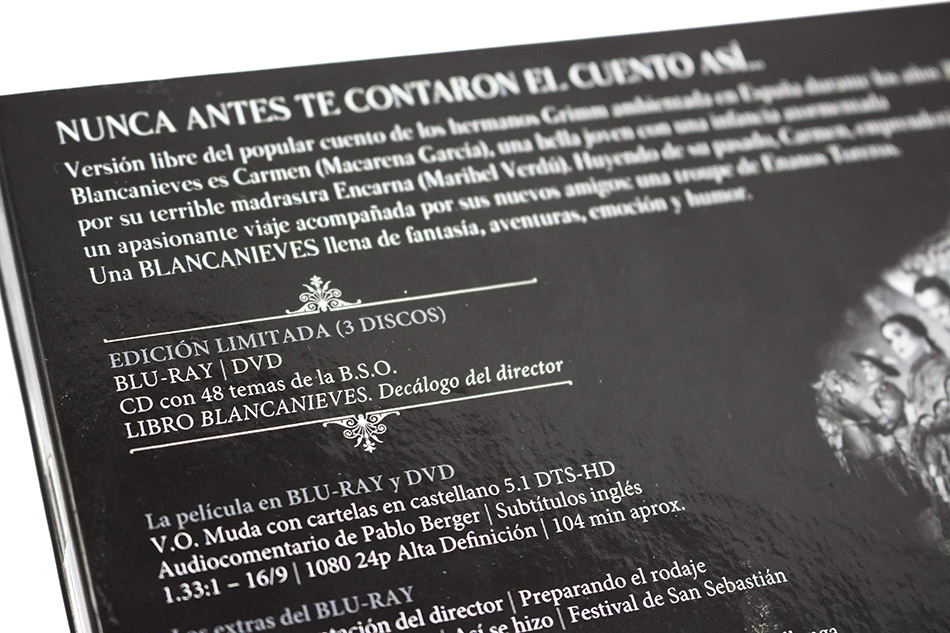 NUNCA ANTES TE CONTARON EL CUENTO ASÍ...
Versión libre del popular cuento de los hermanos Grimm ambientada en España durante los años
Blancanieves es Carmen (Macarena García), una bella joven con una infancia atormentada
por su terrible madrastra Encarna (Maribel Verdú). Huyendo de su pasado, Carmen,
un apasionante viaje acompañada por sus nuevos amigos: una troupe de Enanos Toreros.
Una BLANCANIEVES llena de fantasía, aventuras, emoción y humor.
EDICIÓN LIMITADA (3 DISCOS)
BLU-RAY | DVD
CD con 48 temas de la B.S.O.
LIBRO BLANCANIEVES. Decálogo del director
La película en BLU-RAY y DVD
V.O. Muda con cartelas en castellano 5.1 DTS-HD
Audiocomentario de Pablo Berger | Subtítulos inglés
1.33:1 – 16/9 | 1080 24p Alta Definición | 104 min aprox.
Los extras del BLU-RAY
del director | Preparando el rodaje
Así se hizo | Festival de San Sebastián